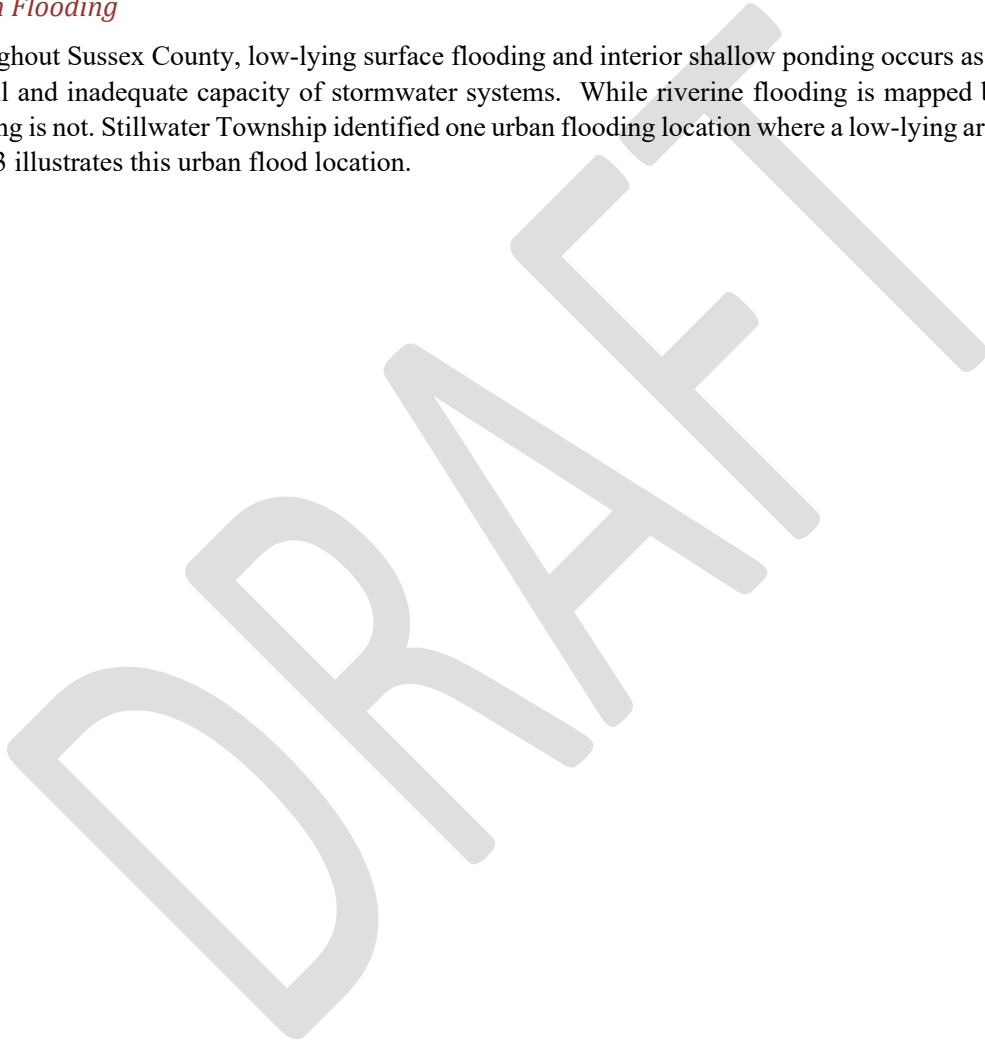 n Flooding
ghout Sussex County, low-lying surface flooding and interior shallow ponding occurs as
l and inadequate capacity of stormwater systems. While riverine flooding is mapped b
ng is not. Stillwater Township identified one urban flooding location where a low-lying ar
3 illustrates this urban flood location.
DRAFT